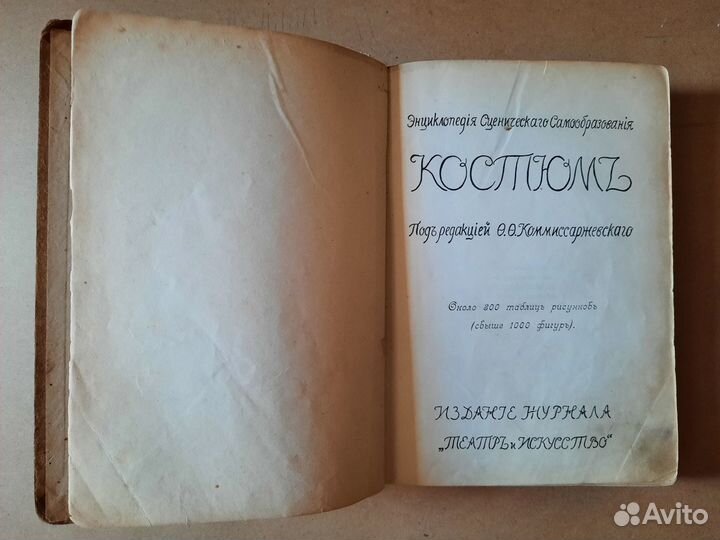 Энциклопедія Сценическаго Самообразованія
КОСТЮМЪ
Подъ редакціей Ѳ.Ѳ.Коммиссаржевскаго
Около 800 таблицъ рисунковъ
(свыше 1000 фигуръ).
ИЗДАНІЕ ЖУРНАЛА
„ТЕАТРЪ и ИСКУССТВО“
Avito